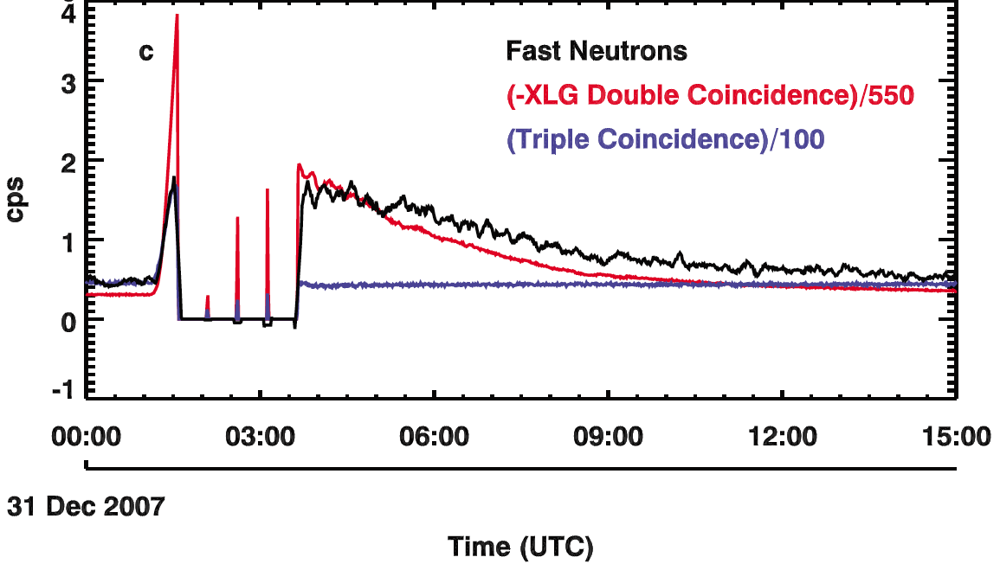 4
c
Fast Neutrons
(-XLG Double Coincidence)/550
(Triple Coincidence)/100
3
2
cps
1
0
-1
00:00 03:00 06:00 09:00 12:00 15:00
31 Dec 2007
Time (UTC)